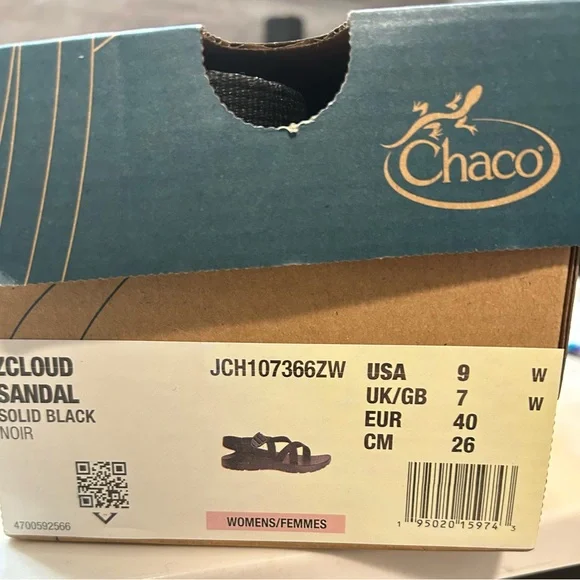 Chaco
ZCLOUD
SANDAL
SOLID BLACK
NOIR
JCH107366ZW
USA 9 W
UK/GB 7 W
EUR 40
CM 26
4700592566
WOMENS/FEMMES
1 95020 15974 3